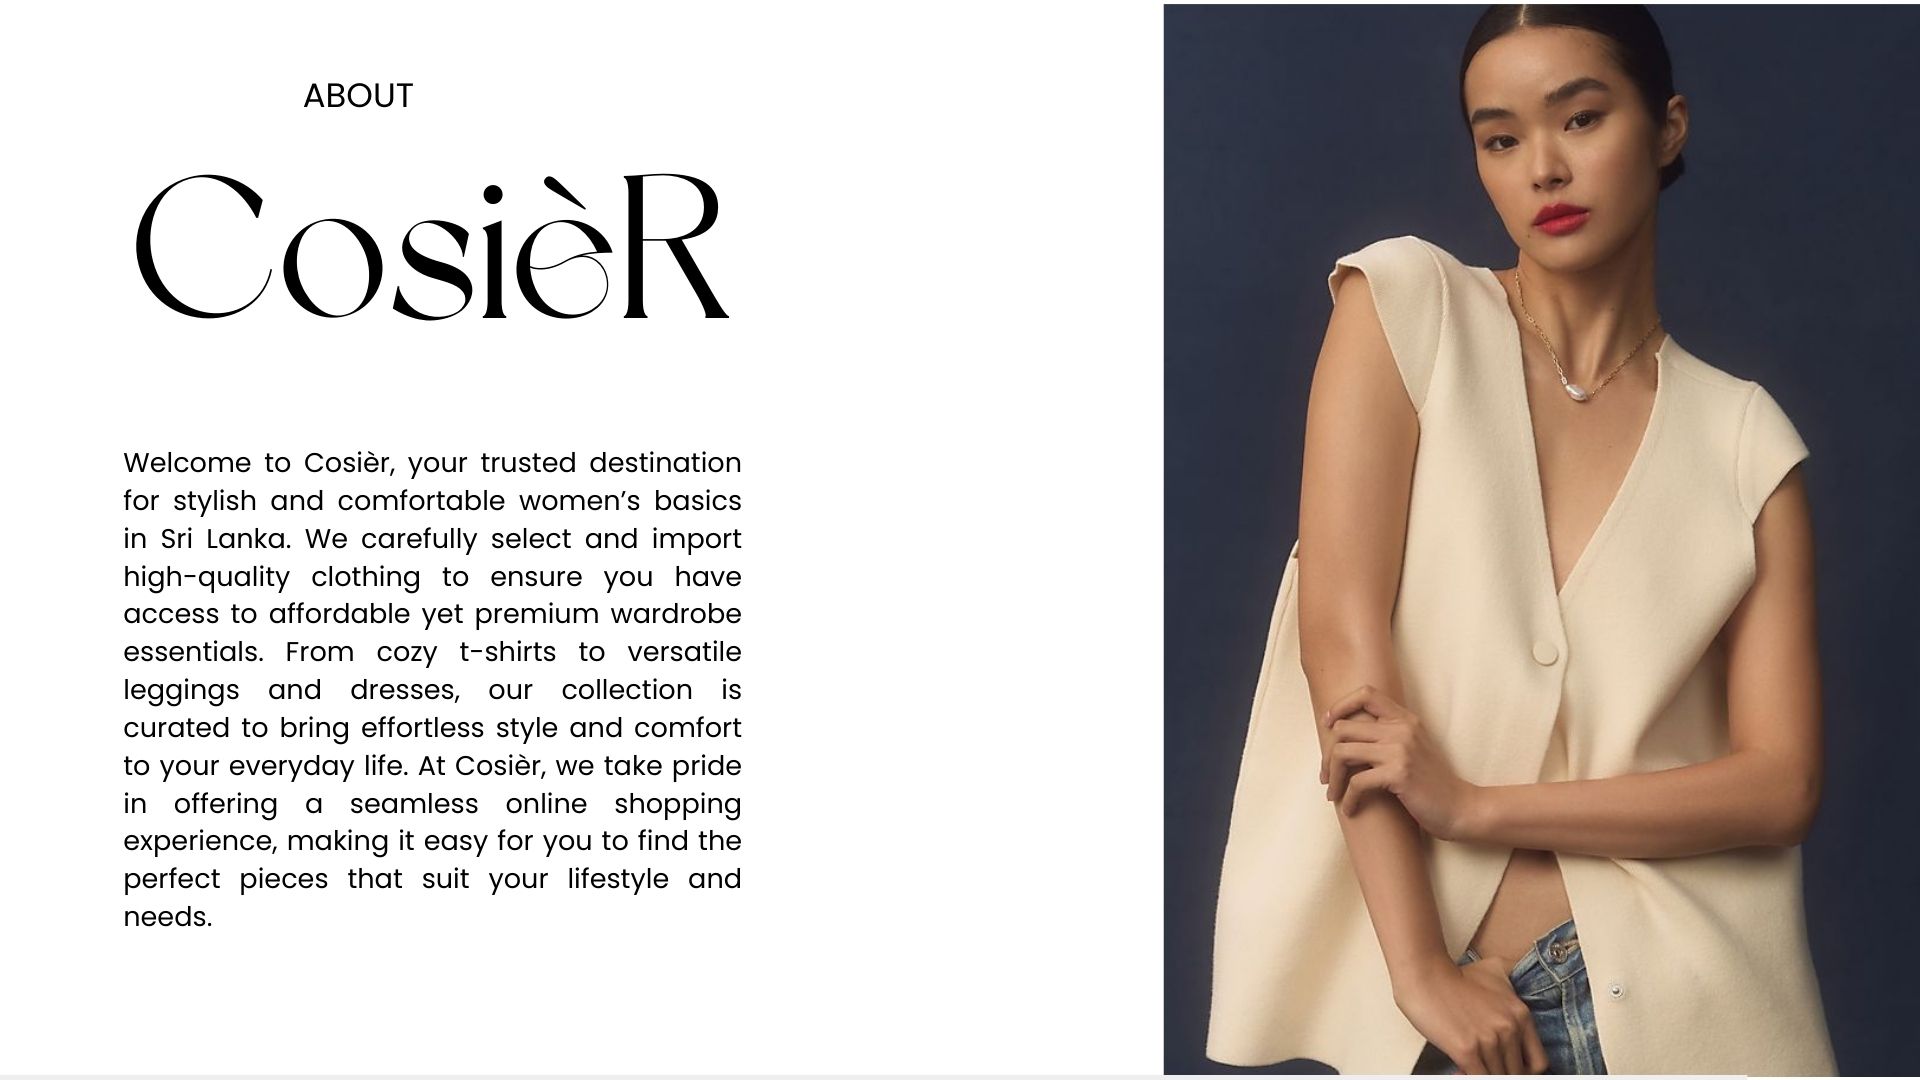 ABOUT
CosièR
Welcome to Cosièr, your trusted destination
for stylish and comfortable women’s basics
in Sri Lanka. We carefully select and import
high-quality clothing to ensure you have
access to affordable yet premium wardrobe
essentials. From cozy t-shirts to versatile
leggings and dresses, our collection is
curated to bring effortless style and comfort
to your everyday life. At Cosièr, we take pride
in offering a seamless online shopping
experience, making it easy for you to find the
perfect pieces that suit your lifestyle and
needs.